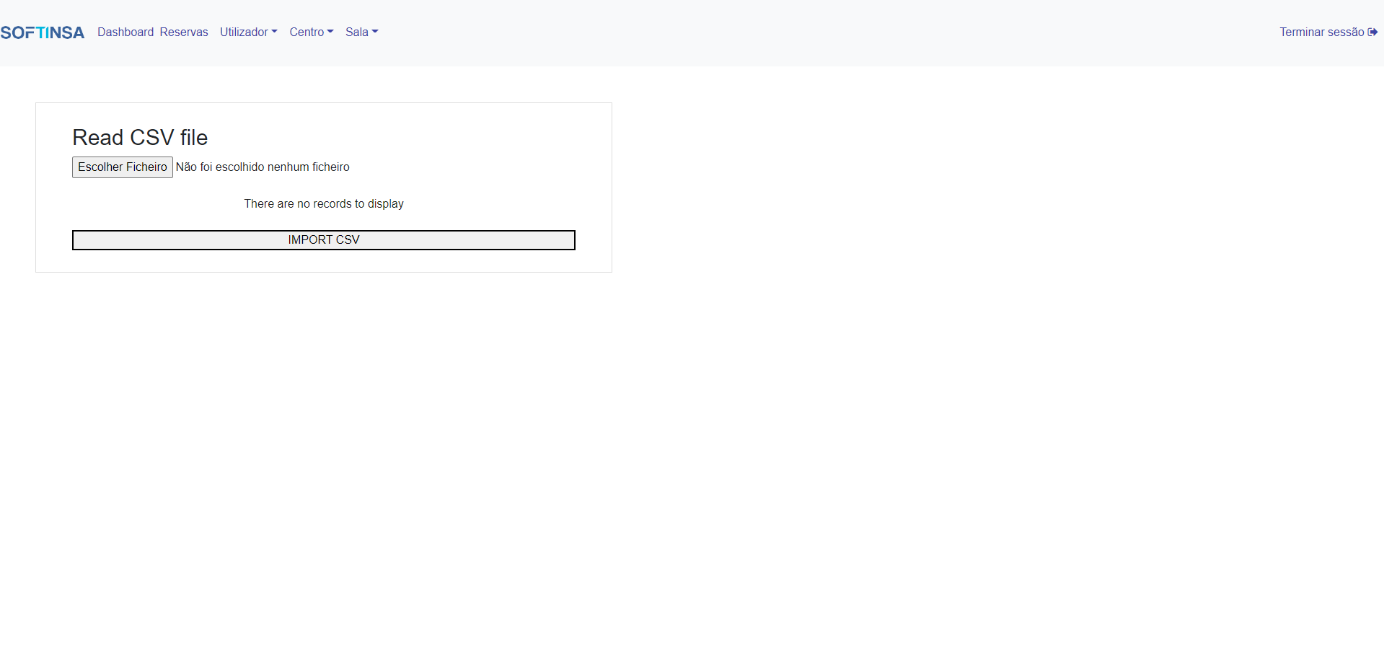 SOFTINSA Dashboard Reservas Utilizador Centro Sala Terminar sessão
Read CSV file
Escolher Ficheiro Não foi escolhido nenhum ficheiro
There are no records to display
IMPORT CSV